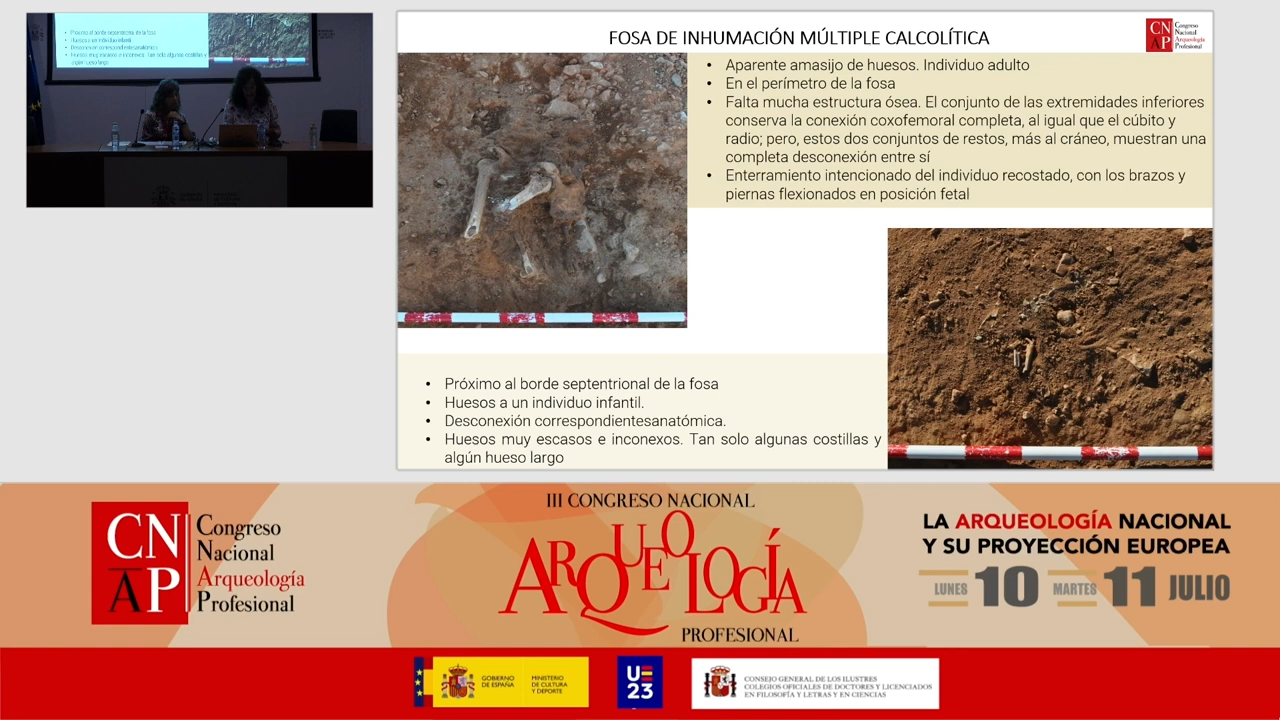 Próximo al borde septentrional de la fosa
FOSA DE INHUMACIÓN MÚLTIPLE CALCOLÍTICA
CN
AP
Congreso
Nacional
Arqueología
Profesional
• Aparente amasijo de huesos. Individuo adulto
• En el perímetro de la fosa
• Falta mucha estructura ósea. El conjunto de las extremidades inferiores
conserva la conexión coxofemoral completa, al igual que el cúbito y
radio; pero, estos dos conjuntos de restos, más al cráneo, muestran una
completa desconexión entre sí
• Enterramiento intencionado del individuo recostado, con los brazos y
piernas flexionados en posición fetal
• Próximo al borde septentrional de la fosa
• Huesos a un individuo infantil.
• Desconexión correspondientesanatómica.
• Huesos muy escasos e inconexos. Tan solo algunas costillas y
algún hueso largo
CN
AP
Congreso
Nacional
Arqueología
Profesional
III CONGRESO NACIONAL
ARQUEOLOGÍA
PROFESIONAL
LA ARQUEOLOGÍA NACIONAL
Y SU PROYECCIÓN EUROPEA
LUNES 10 MARTES 11 JULIO
GOBIERNO
DE ESPAÑA
MINISTERIO
DE CULTURA
Y DEPORTE
UE
23
CONSEJO GENERAL DE LOS ILUSTRES
COLEGIOS OFICIALES DE DOCTORES Y LICENCIADOS
EN FILOSOFÍA Y LETRAS Y EN CIENCIAS